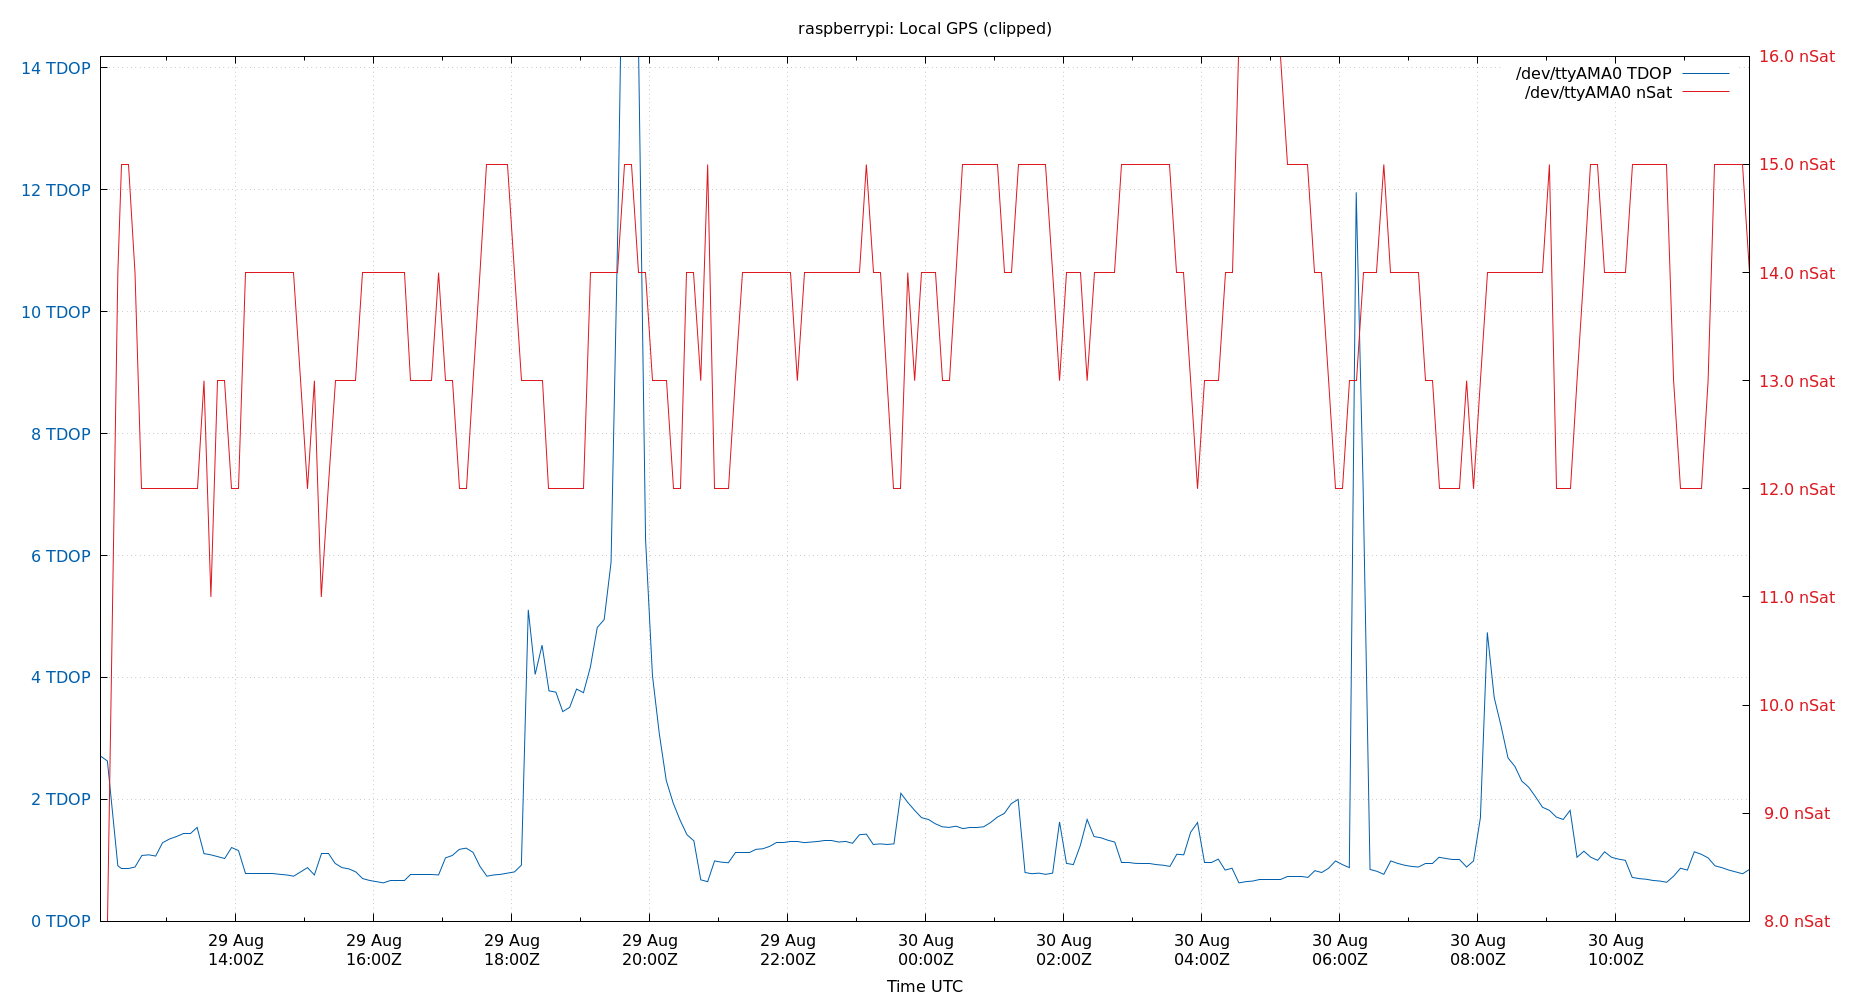 raspberrypi: Local GPS (clipped)
14 TDOP
12 TDOP
10 TDOP
8 TDOP
6 TDOP
4 TDOP
2 TDOP
0 TDOP
/dev/ttyAMA0 TDOP
/dev/ttyAMA0 nSat
16.0 nSat
15.0 nSat
14.0 nSat
13.0 nSat
12.0 nSat
11.0 nSat
10.0 nSat
9.0 nSat
8.0 nSat
29 Aug
14:00Z
29 Aug
16:00Z
29 Aug
18:00Z
29 Aug
20:00Z
29 Aug
22:00Z
30 Aug
00:00Z
30 Aug
02:00Z
30 Aug
04:00Z
30 Aug
06:00Z
30 Aug
08:00Z
30 Aug
10:00Z
Time UTC